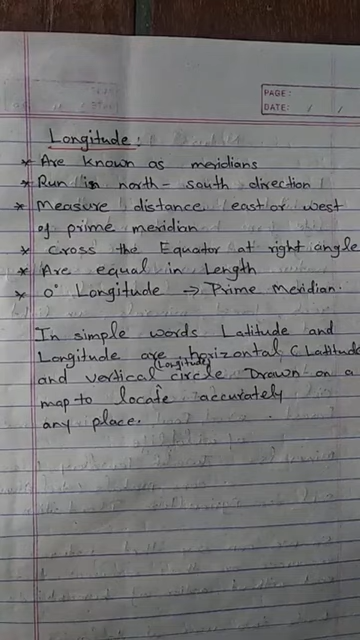 PAGE:
DATE: / /
Longitude :
* Are known as meridians
* Run in north - south direction
* Measure distance east or west
of prime meridian
* Cross the Equator at right angle
* Are equal in Length
* 0° Longitude → Prime Meridian.
In simple words Latitude and
Longitude are horizontal (Latitude
and vertical (Longitude) circle Drawn on a
map to locate accurately
any place.